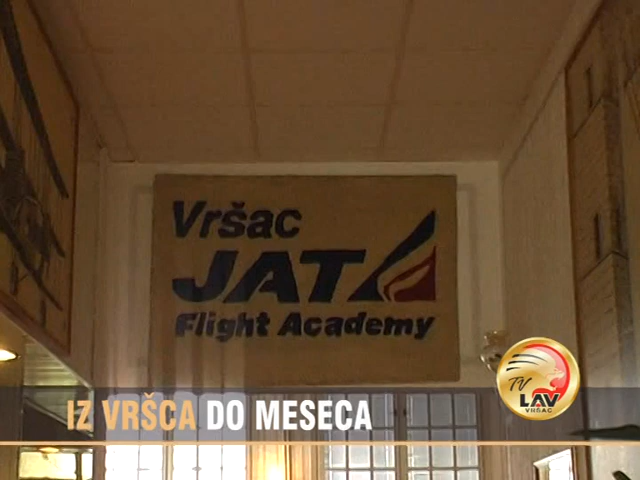 Vršac
JAT
Flight Academy
IZ VRŠCA DO MESECA
TV
LAV
VRŠAC